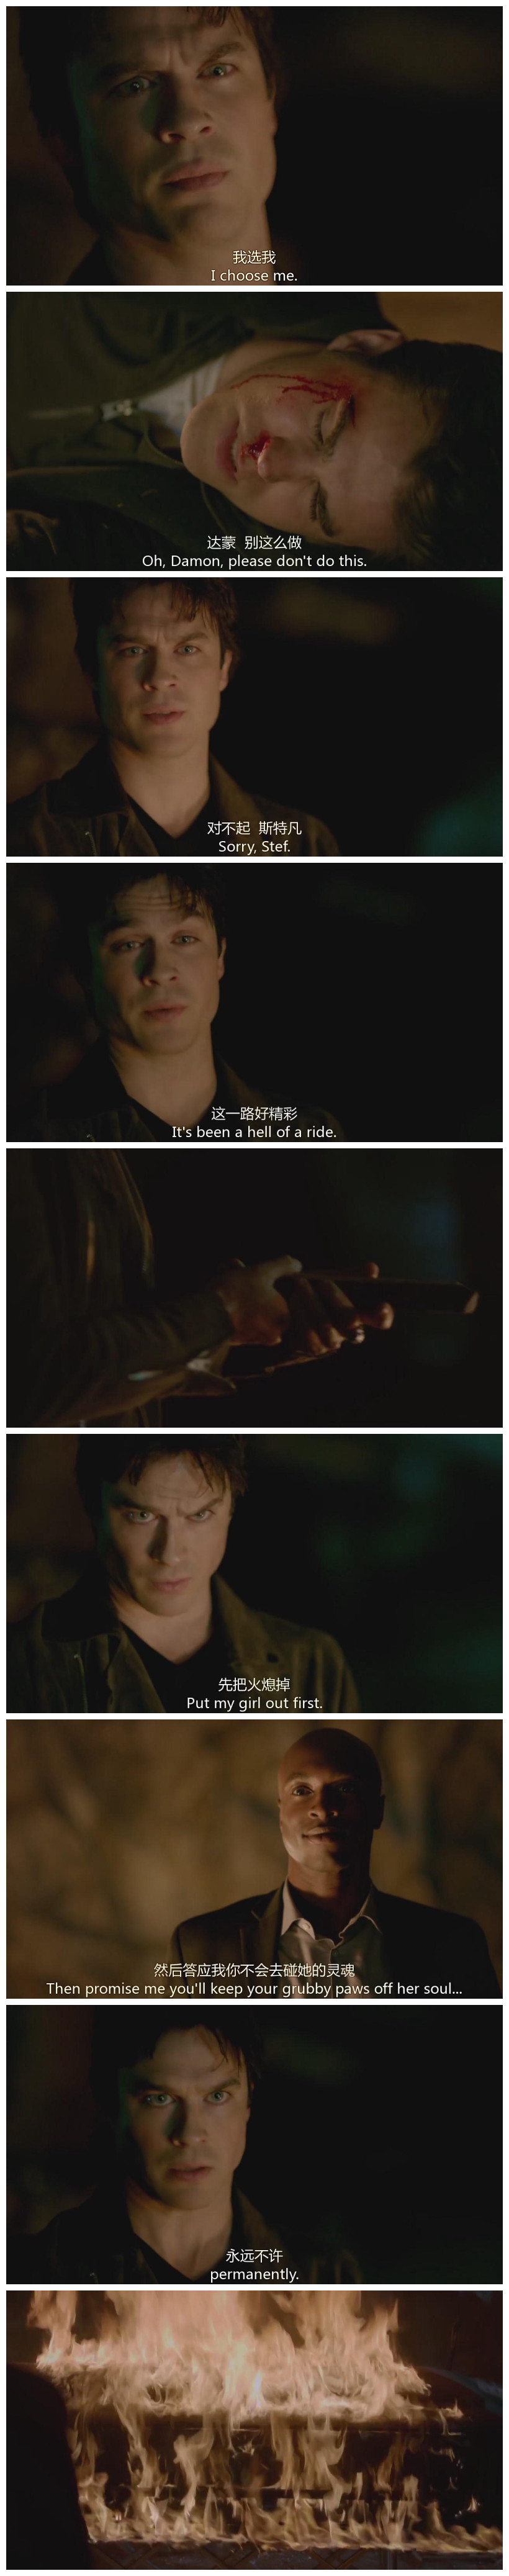 我选我
I choose me.
达蒙 别这么做
Oh, Damon, please don't do this.
对不起 斯特凡
Sorry, Stef.
这一路好精彩
It's been a hell of a ride.
先把火熄掉
Put my girl out first.
然后答应我你不会去碰她的灵魂
Then promise me you'll keep your grubby paws off her soul...
永远不许
permanently.